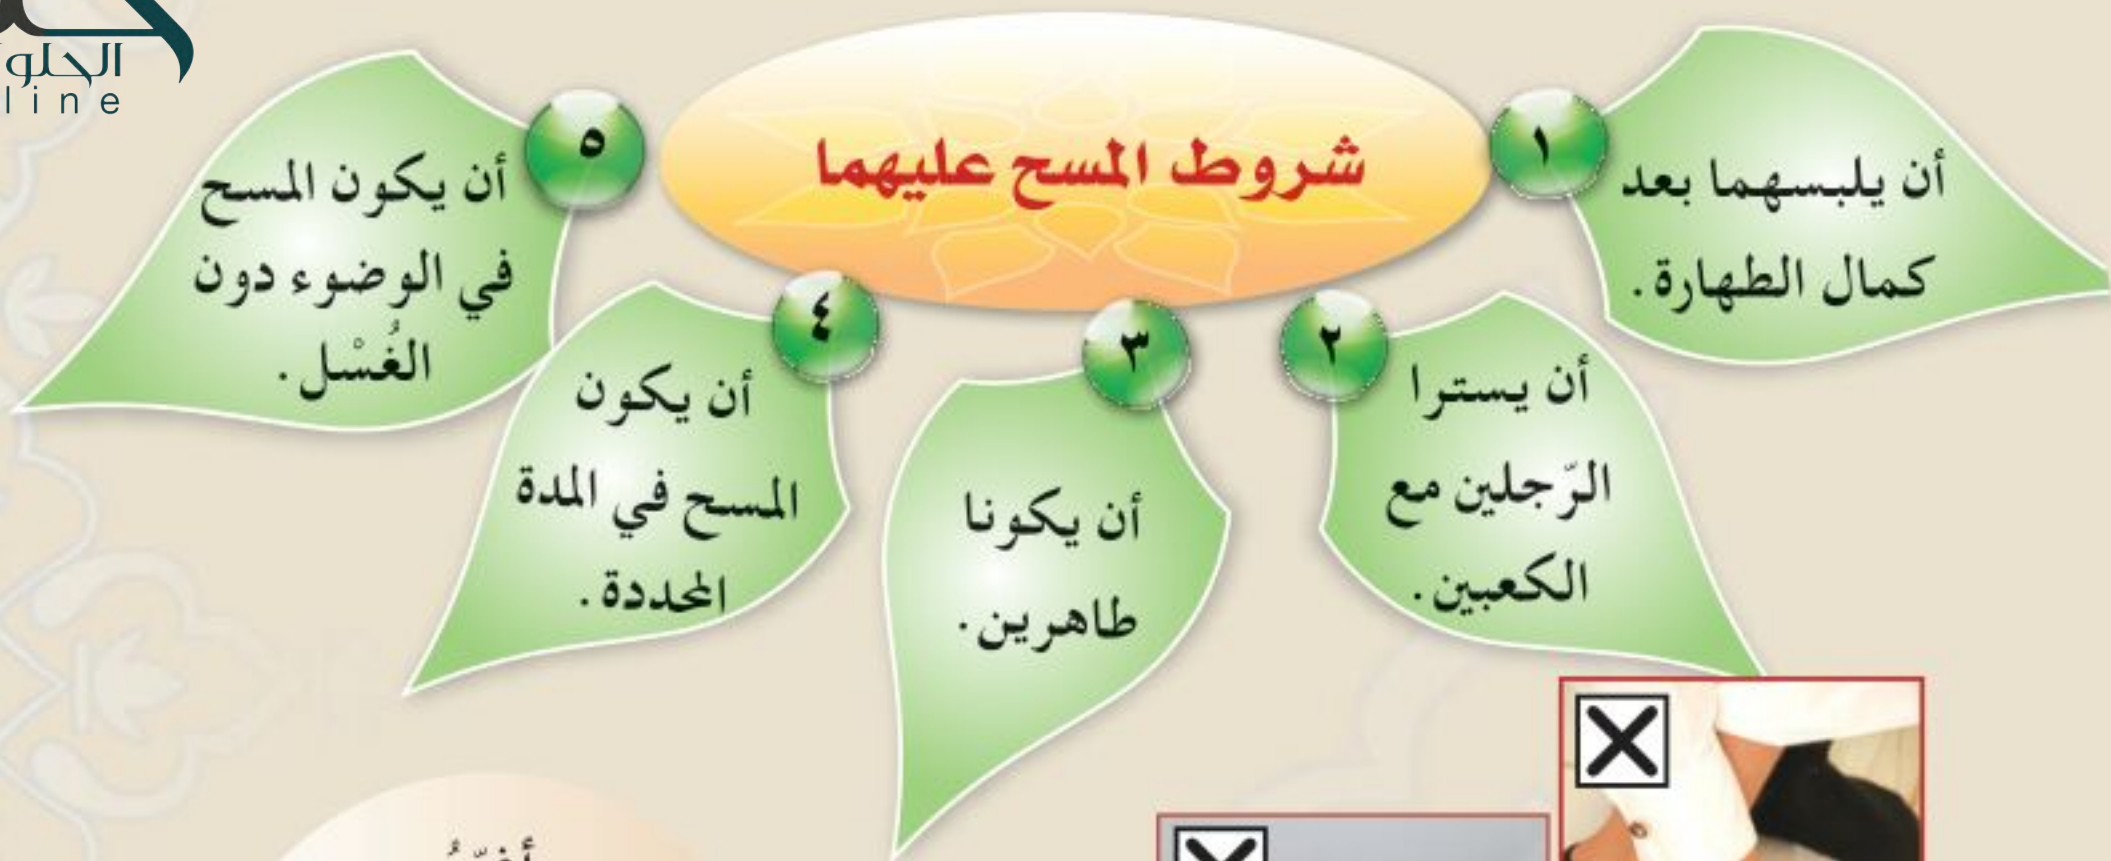 شروط المسح عليهما
١
أن يلبسهما بعد
كمال الطهارة.
٢
أن يسترا
الرّجلين مع
الكعبين.
٣
أن يكونا
طاهرين.
٤
أن يكون
المسح في المدة
المحددة.
٥
أن يكون المسح
في الوضوء دون
الغُسْل.
line